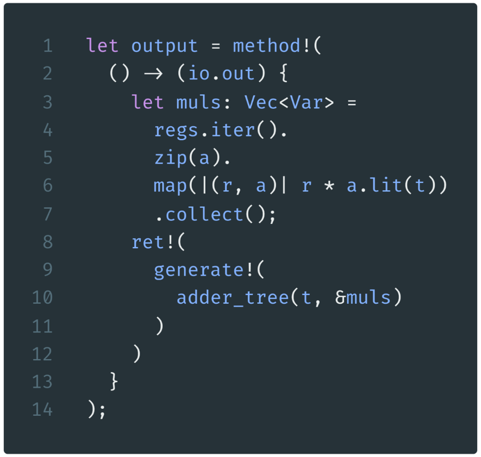 1 let output = method!(
2 () -> (io.out) {
3 let muls: Vec<Var> =
4 regs.iter().
5 zip(a).
6 map(|(r, a)| r * a.lit(t))
7 .collect();
8 ret!(
9 generate!(
10 adder_tree(t, &muls)
11 )
12 )
13 }
14 );